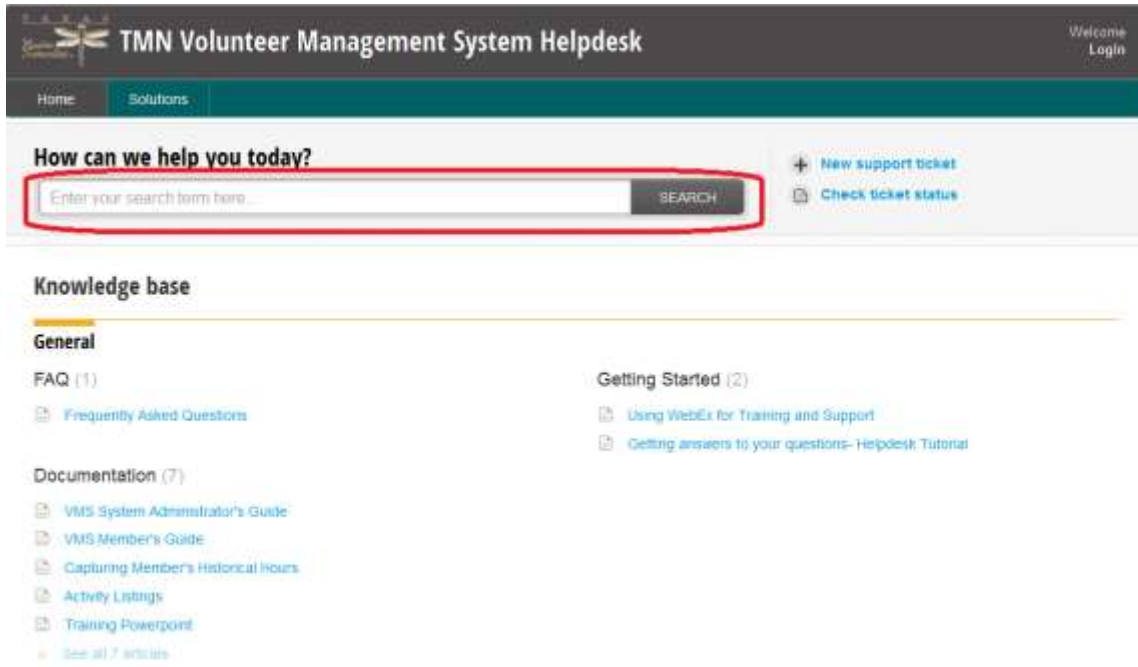 TEXAS
TMN Volunteer Management System Helpdesk
Welcome
Login
Home
Solutions
How can we help you today?
Enter your search term here...
SEARCH
New support ticket
Check ticket status
Knowledge base
General
FAQ (1)
Frequently Asked Questions
Getting Started (2)
Using WebEx for Training and Support
Getting answers to your questions- Helpdesk Tutorial
Documentation (7)
VMS System Administrator's Guide
VMS Member's Guide
Capturing Member's Historical Hours
Activity Listings
Training Powerpoint
See all 7 articles